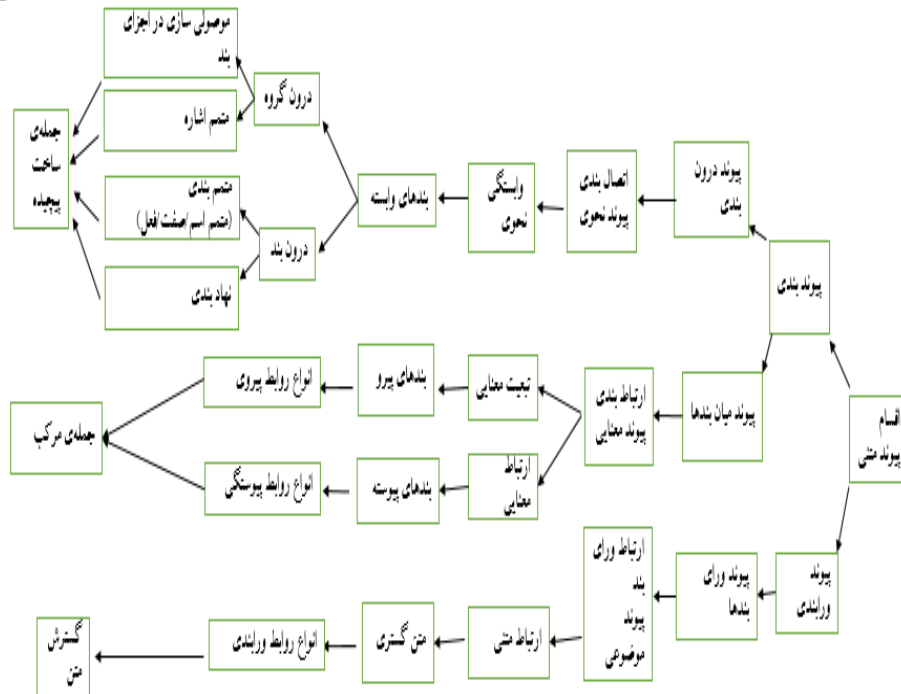 اقسام
پیوند متنی
پیوند بندی
پیوند درون
بندی
اتصال بندی
پیوند نحوی
وابستگی
نحوی
بندهای وابسته
درون گروه
موصولی سازی در اجزای
بند
متمم اشاره
درون بند
متمم بندی
(متمم اسم/صفت/فعل)
نهاد بندی
جمله‌ی
ساخت
پیچیده
پیوند میان بندها
ارتباط بندی
پیوند معنایی
تبعیت معنایی
بندهای پیرو
انواع روابط پیروی
ارتباط
معنایی
بندهای پیوسته
انواع روابط پیوستگی
جمله‌ی مرکب
پیوند
ورابندی
پیوند ورای
بندها
ارتباط ورای
بند
پیوند
موضوعی
ارتباط متنی
متن گستری
انواع روابط ورابندی
گسترش
متن